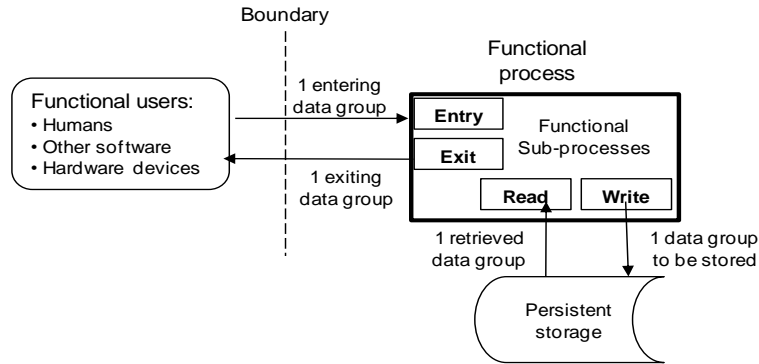 Boundary
Functional
process
1 entering
data group
Functional users:
• Humans
• Other software
• Hardware devices
Entry
Functional
Sub-processes
Exit
1 exiting
data group
Read
Write
1 retrieved
data group
1 data group
to be stored
Persistent
storage